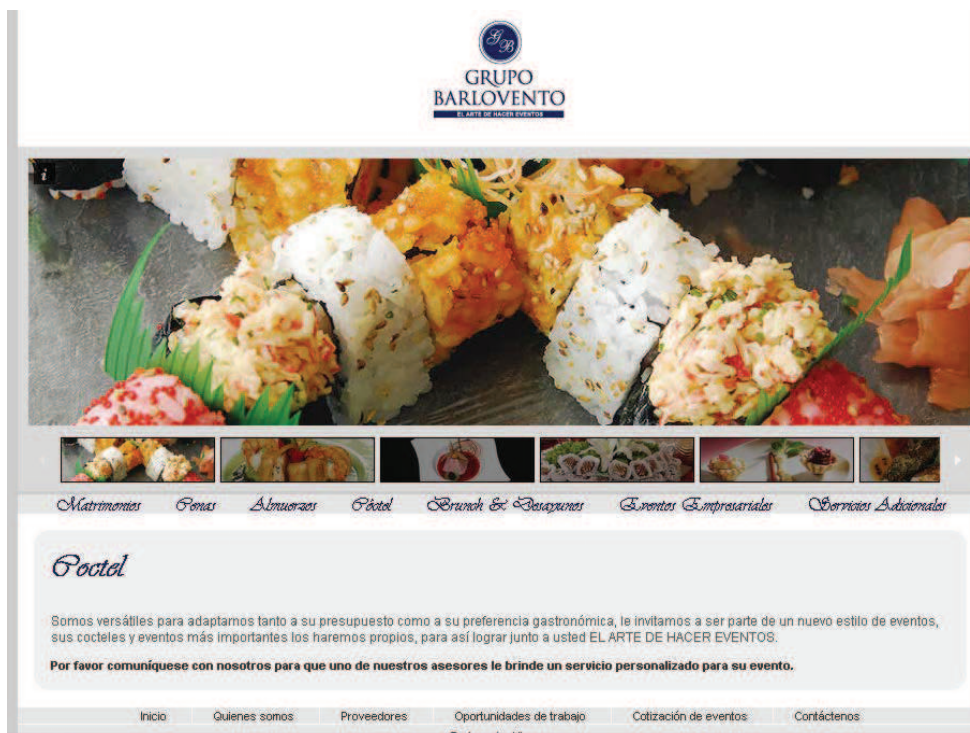 GB
GRUPO
BARLOVENTO
EL ARTE DE HACER EVENTOS
Matrimonios Cenas Almuerzos Cóctel Brunch & Desayunos Eventos Empresariales Servicios Adicionales
Coctel
Somos versátiles para adaptarnos tanto a su presupuesto como a su preferencia gastronómica, le invitamos a ser parte de un nuevo estilo de eventos,
sus cocteles y eventos más importantes los haremos propios, para así lograr junto a usted EL ARTE DE HACER EVENTOS.
Por favor comuníquese con nosotros para que uno de nuestros asesores le brinde un servicio personalizado para su evento.
Inicio Quienes somos Proveedores Oportunidades de trabajo Cotización de eventos Contáctenos